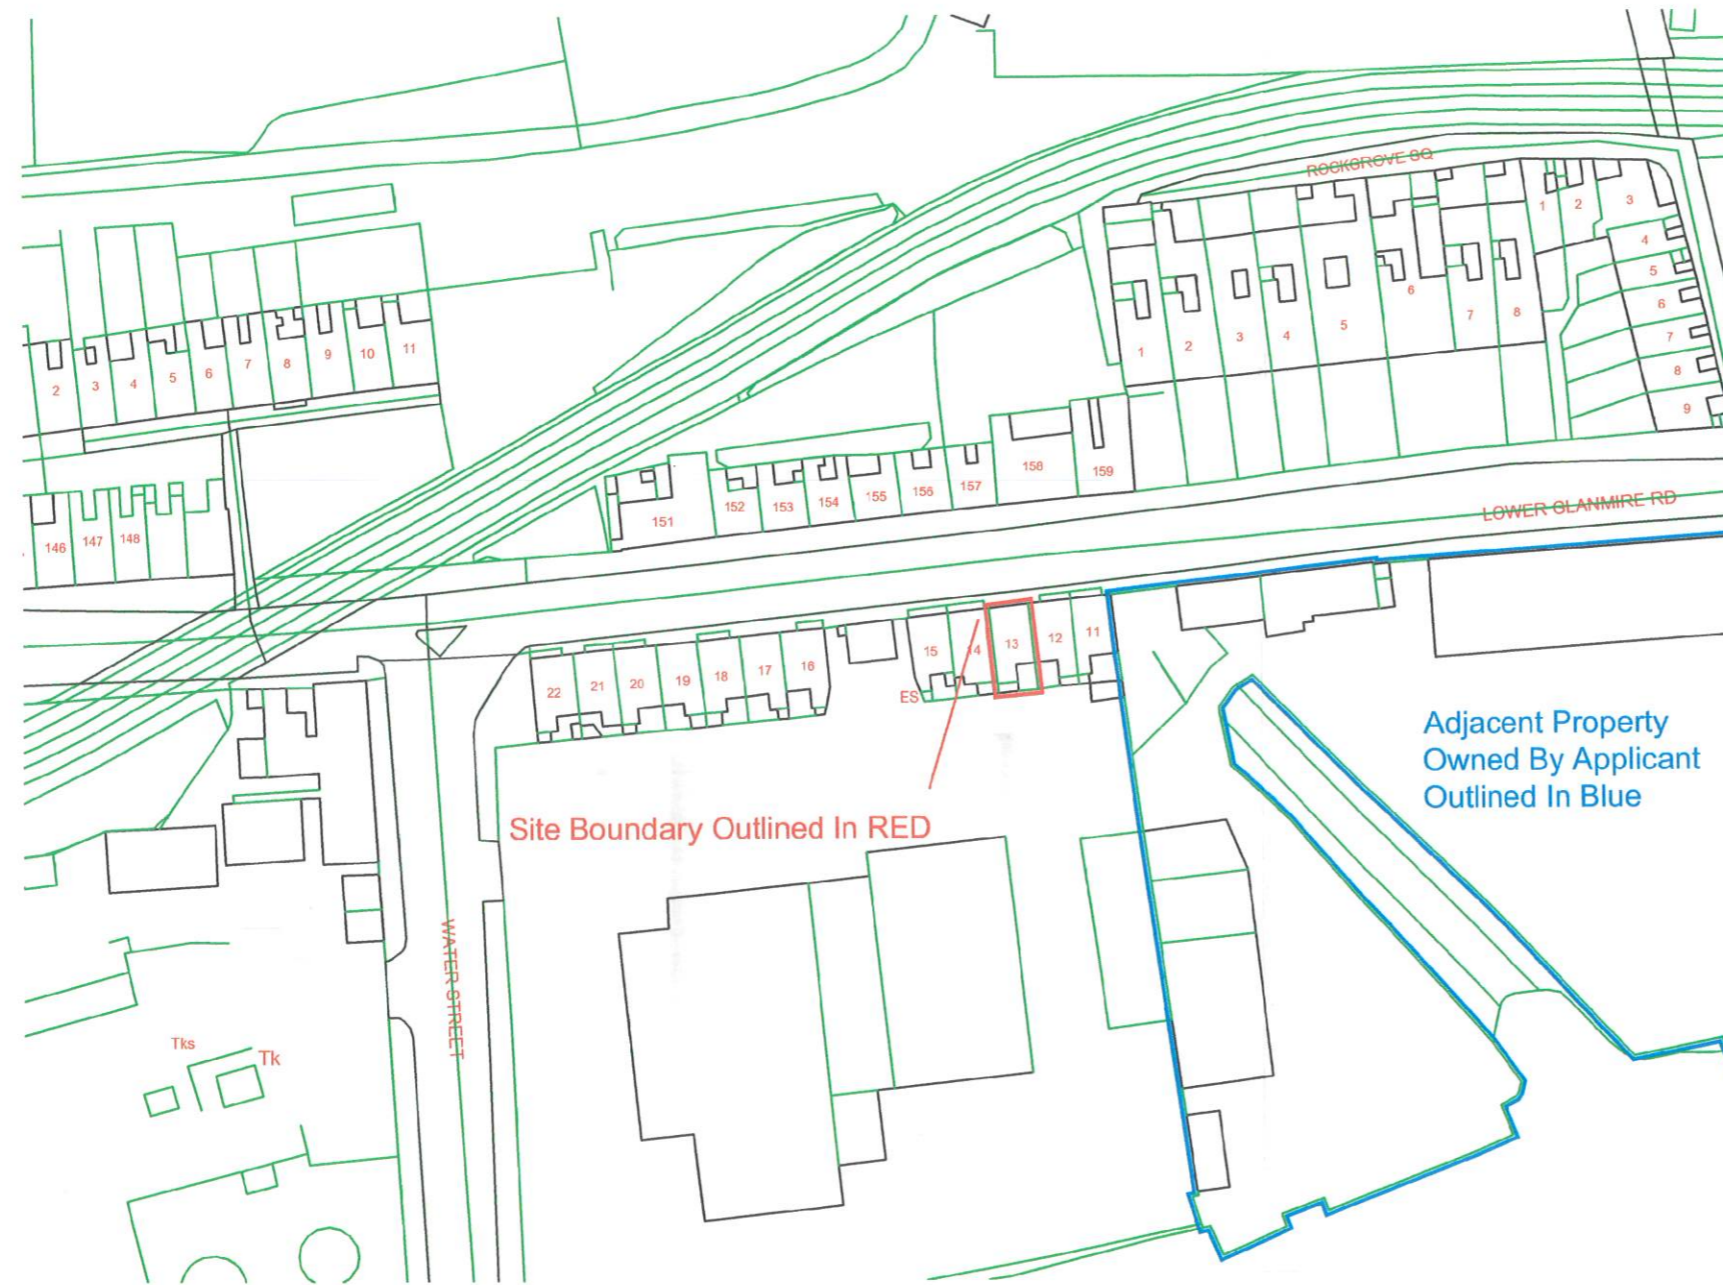 ROCKGROVE SQ
1 2 3
4
5
6
7
8
9
1 2 3 4 5 6 7 8
2 3 4 5 6 7 8 9 10 11
146 147 148
151 152 153 154 155 156 157 158 159
LOWER GLANMIRE RD
22 21 20 19 18 17 16
15 14 13 12 11
ES
Adjacent Property
Owned By Applicant
Outlined In Blue
Site Boundary Outlined In RED
WATER STREET
Tks
Tk